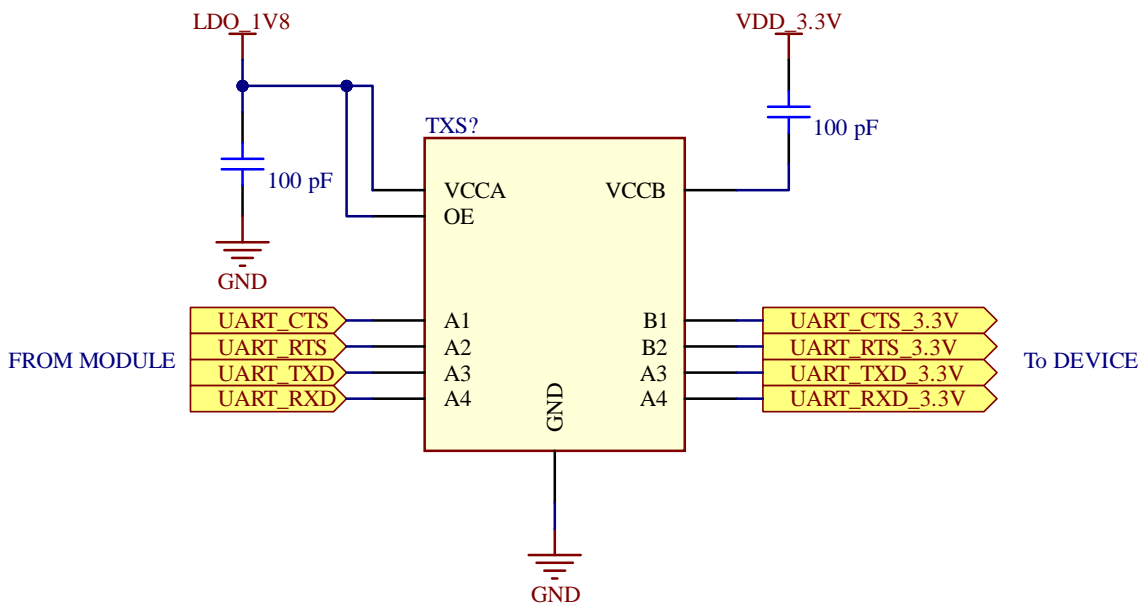 LDO_1V8
VDD_3.3V
100 pF
TXS?
100 pF
VCCA
VCCB
OE
GND
UART_CTS
A1
B1
UART_CTS_3.3V
UART_RTS
A2
B2
UART_RTS_3.3V
FROM MODULE
To DEVICE
UART_TXD
A3
A3
UART_TXD_3.3V
UART_RXD
A4
A4
UART_RXD_3.3V
GND
GND